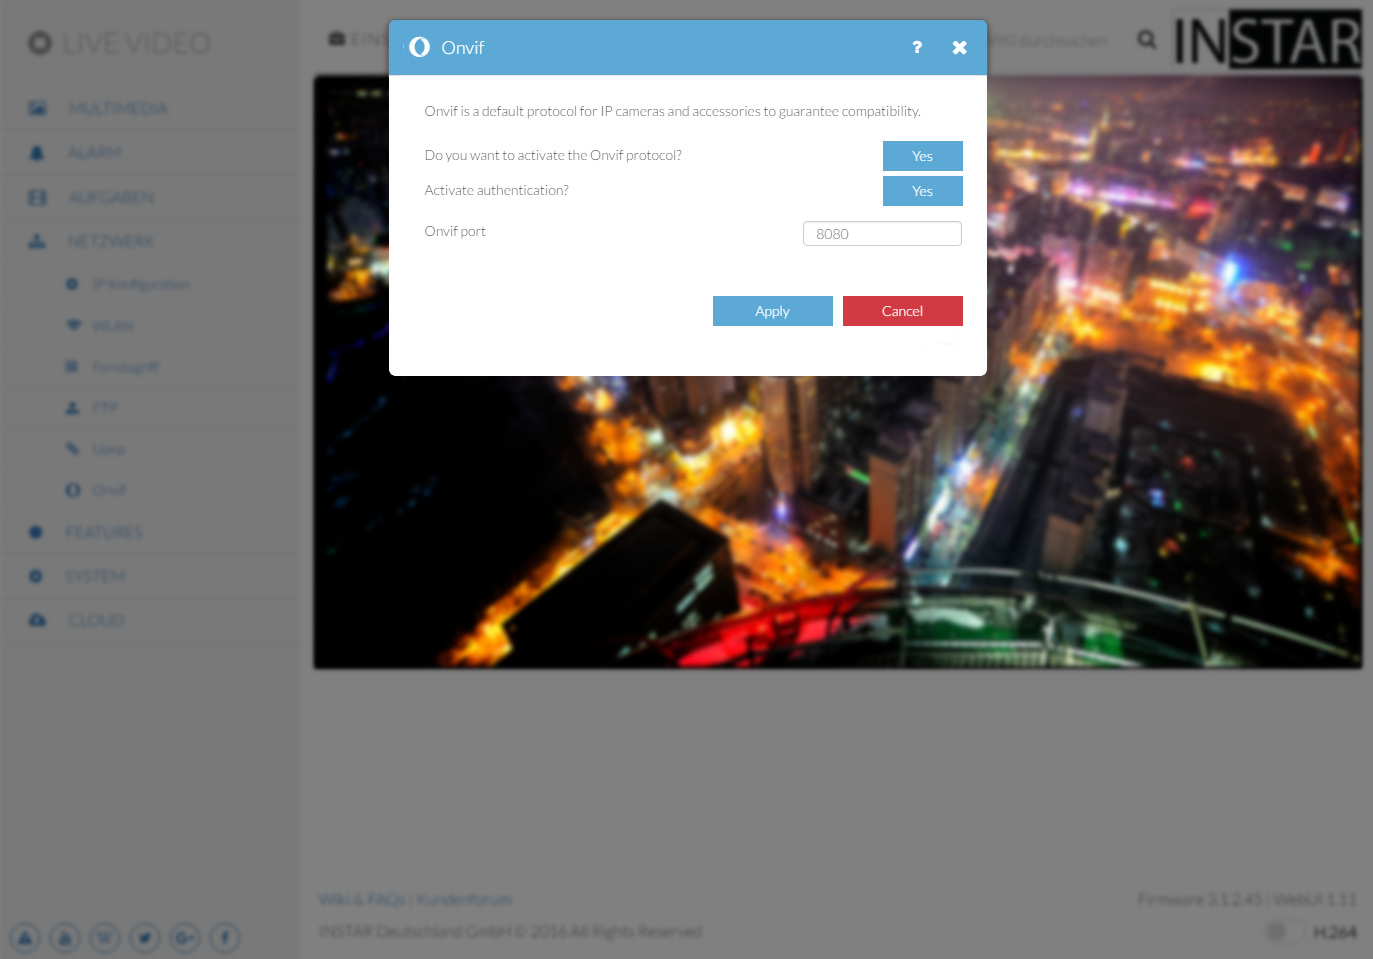 LIVE VIDEO
MULTIMEDIA
ALARM
AUFGABEN
NETZWERK
IP Konfiguration
WLAN
Fernzugriff
FTP
Upnp
Onvif
FEATURES
SYSTEM
CLOUD
EINS
WIKI durchsuchen
INSTAR
Onvif
?
Onvif is a default protocol for IP cameras and accessories to guarantee compatibility.
Do you want to activate the Onvif protocol? Yes
Activate authentication? Yes
Onvif port 8080
Apply Cancel
Wiki & FAQs | Kundenforum
Firmware 3.1.2.45 | WebUI 1.11
INSTAR Deutschland GmbH © 2016 All Rights Reserved
H.264